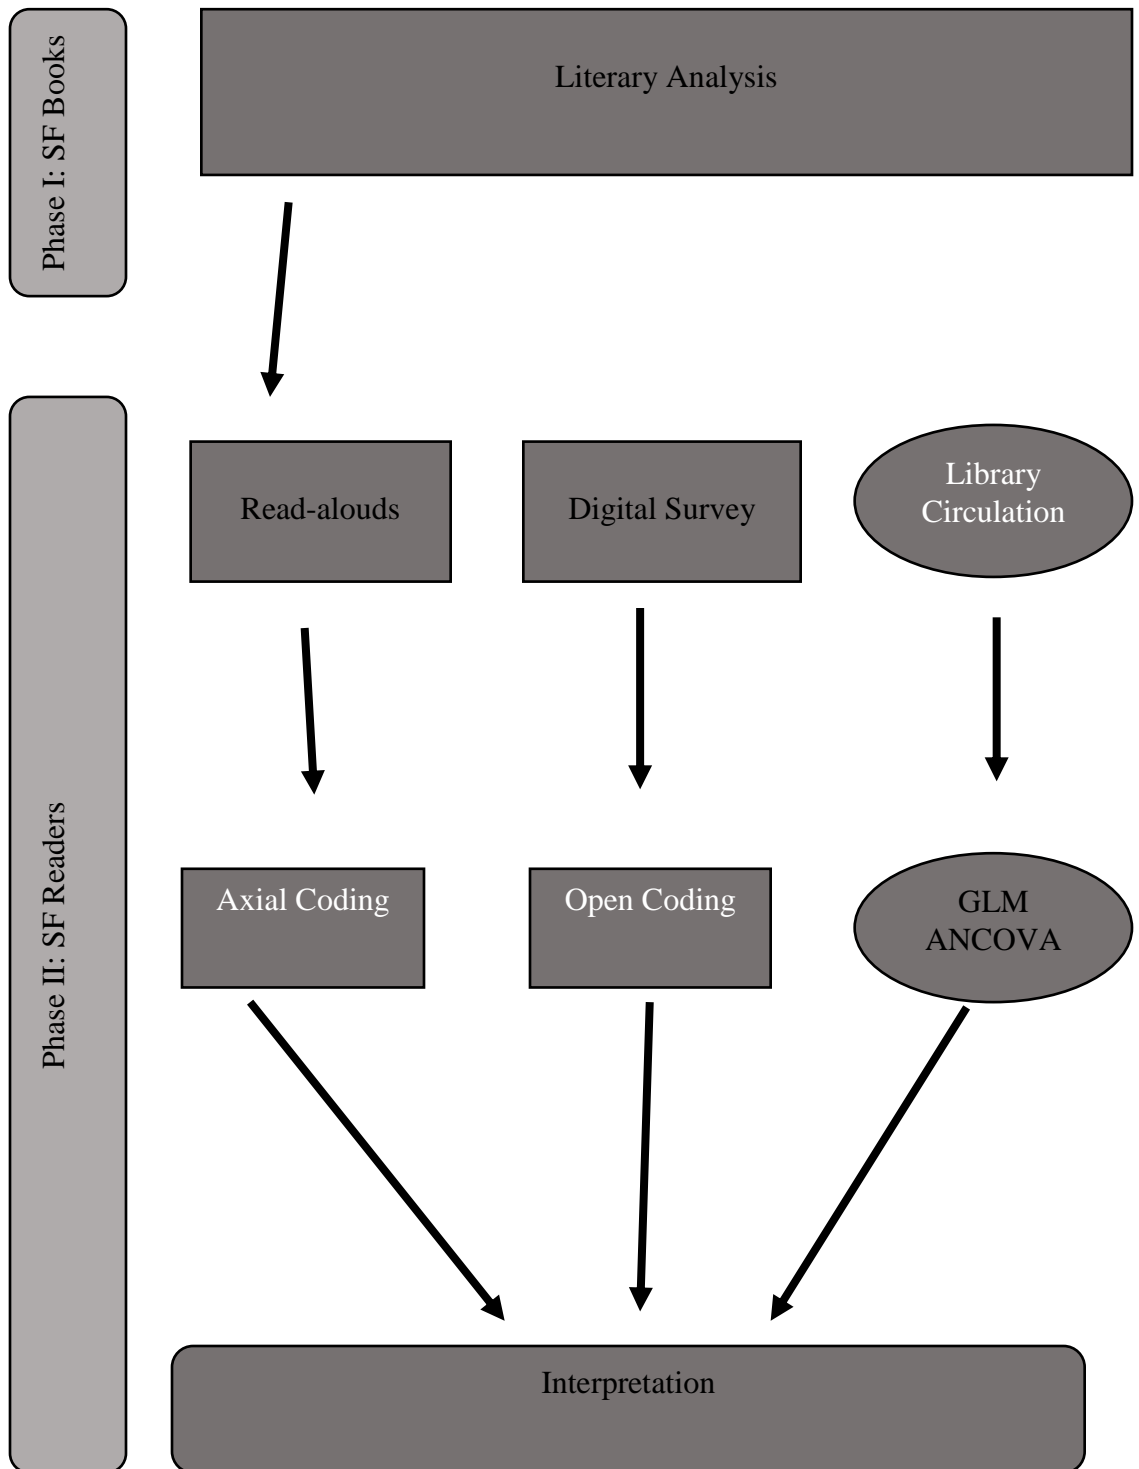 Phase I: SF Books
Literary Analysis
Phase II: SF Readers
Read-alouds
Digital Survey
Library
Circulation
Axial Coding
Open Coding
GLM
ANCOVA
Interpretation